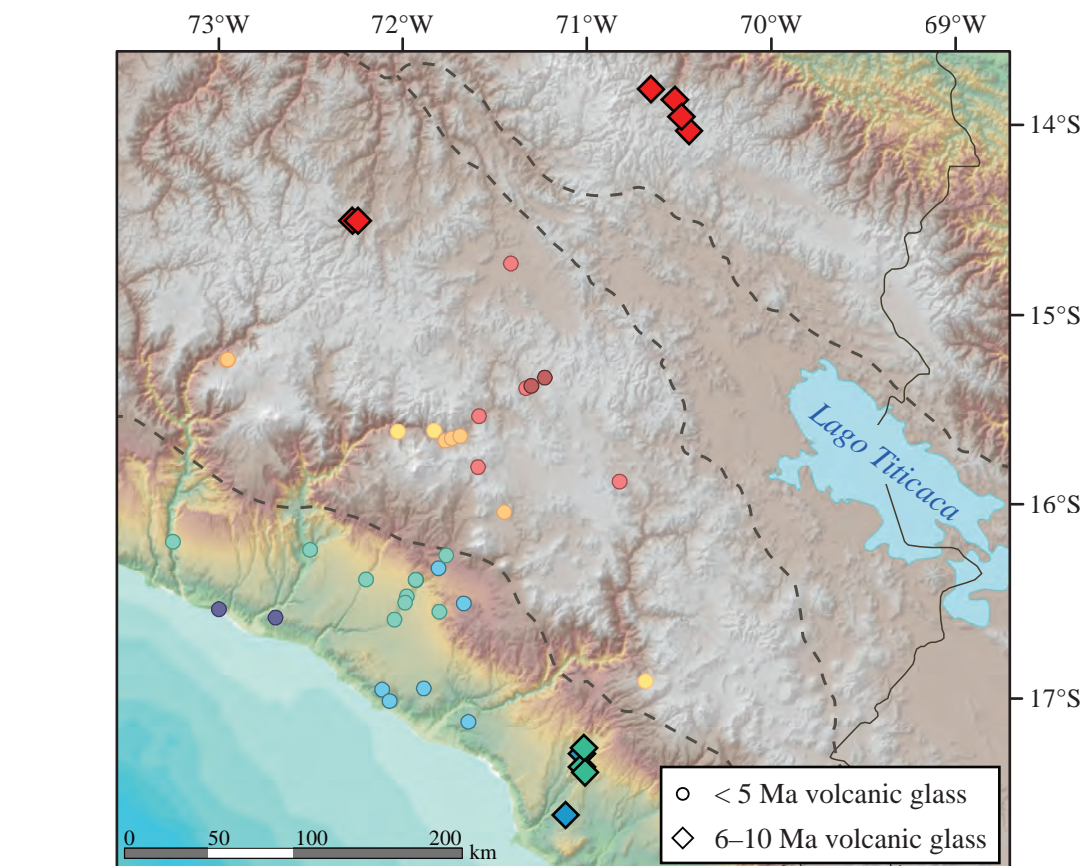 73°W 72°W 71°W 70°W 69°W
14°S
15°S
Lago Titicaca
16°S
17°S
< 5 Ma volcanic glass
6–10 Ma volcanic glass
0 50 100 200
km